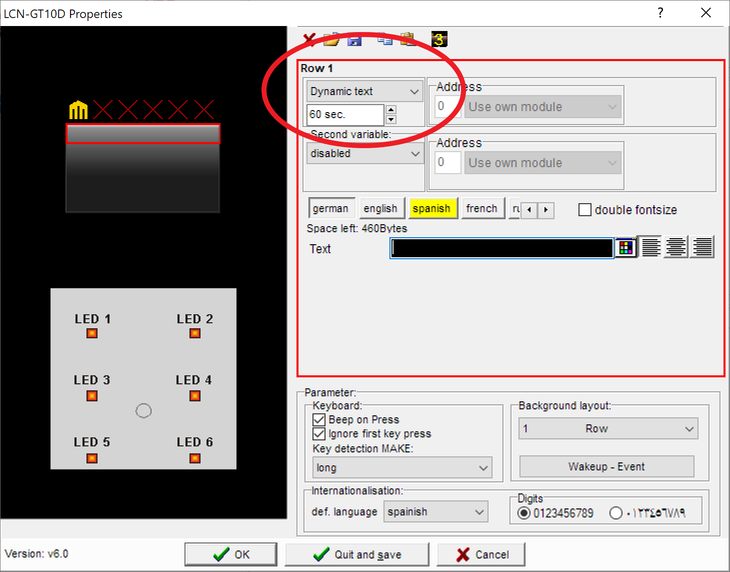 LCN-GT10D Properties
?
3
Row 1
Dynamic text
Address
0
Use own module
60 sec.
Second variable:
Address
disabled
0
Use own module
german
english
spanish
french
ru
double fontsize
Space left: 460Bytes
Text
LED 1
LED 2
LED 3
LED 4
LED 5
LED 6
Parameter:
Keyboard:
Beep on Press
Ignore first key press
Key detection MAKE:
long
Background layout:
1 Row
Wakeup - Event
Internationalisation:
def. language
spainish
Digits
0123456789
٠١٢٣٤٥٦٧٨٩
Version: v6.0
OK
Quit and save
Cancel